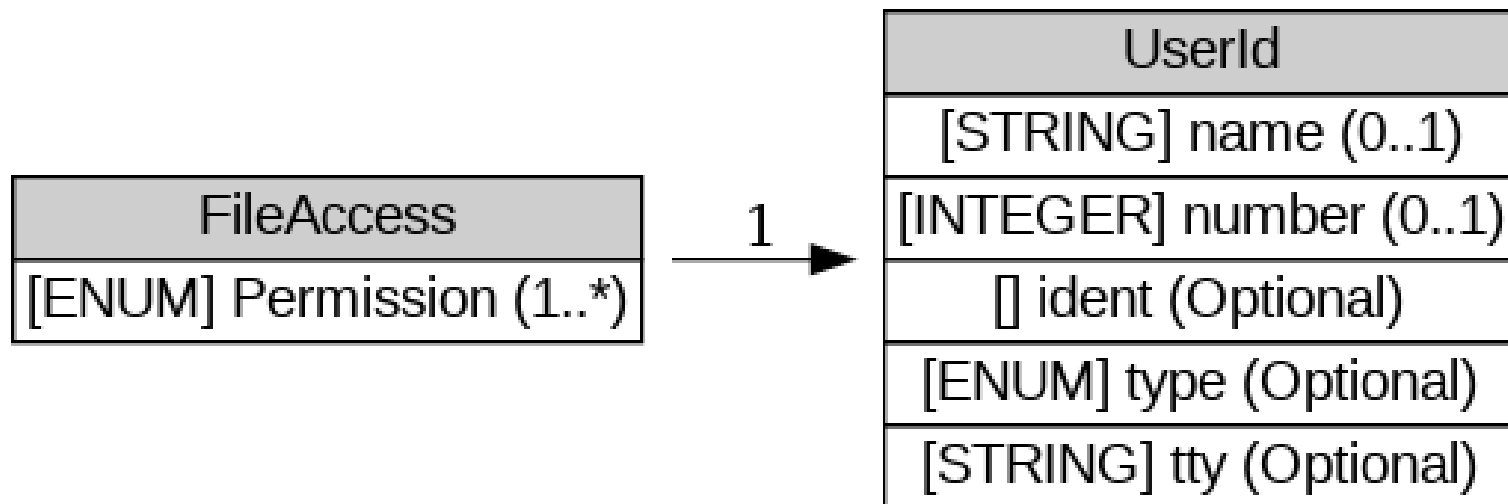 FileAccess
[ENUM] Permission (1..*)
1
UserId
[STRING] name (0..1)
[INTEGER] number (0..1)
[] ident (Optional)
[ENUM] type (Optional)
[STRING] tty (Optional)